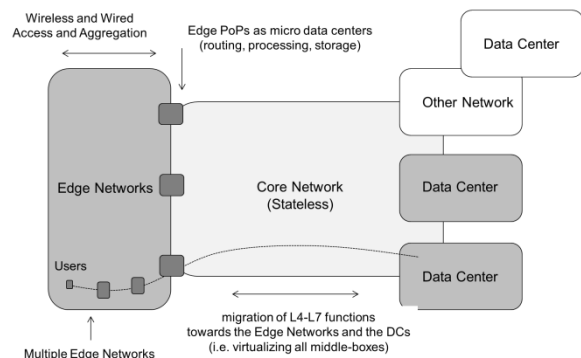 Wireless and Wired
Access and Aggregation
Edge PoPs as micro data centers
(routing, processing, storage)
Data Center
Other Network
Edge Networks
Core Network
(Stateless)
Data Center
Users
Data Center
migration of L4-L7 functions
towards the Edge Networks and the DCs
(i.e. virtualizing all middle-boxes)
Multiple Edge Networks